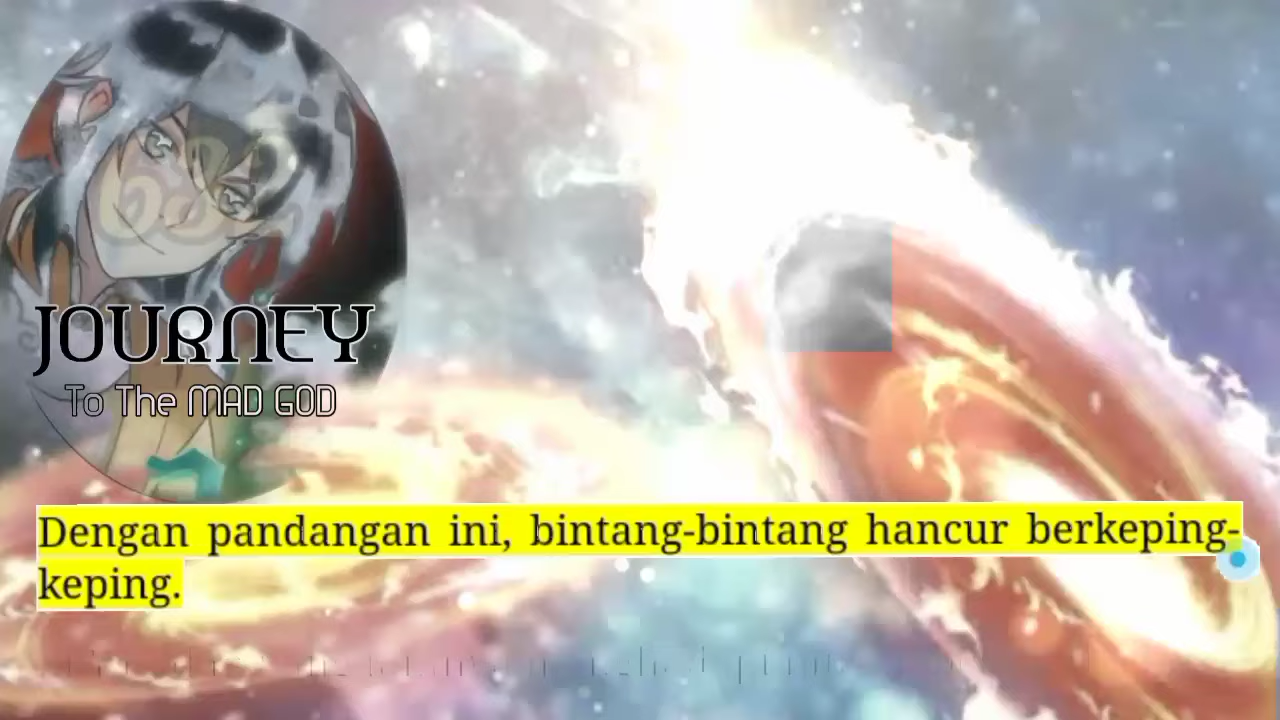 JOURNEY
To The MAD GOD
Dengan pandangan ini, bintang-bintang hancur berkeping-
keping.